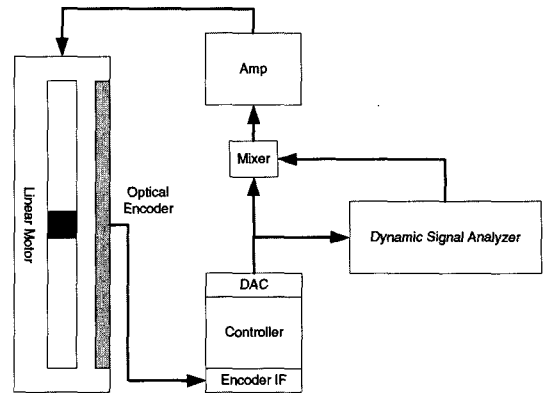 Amp
Mixer
Optical
Encoder
Linear Motor
Dynamic Signal Analyzer
DAC
Controller
Encoder IF